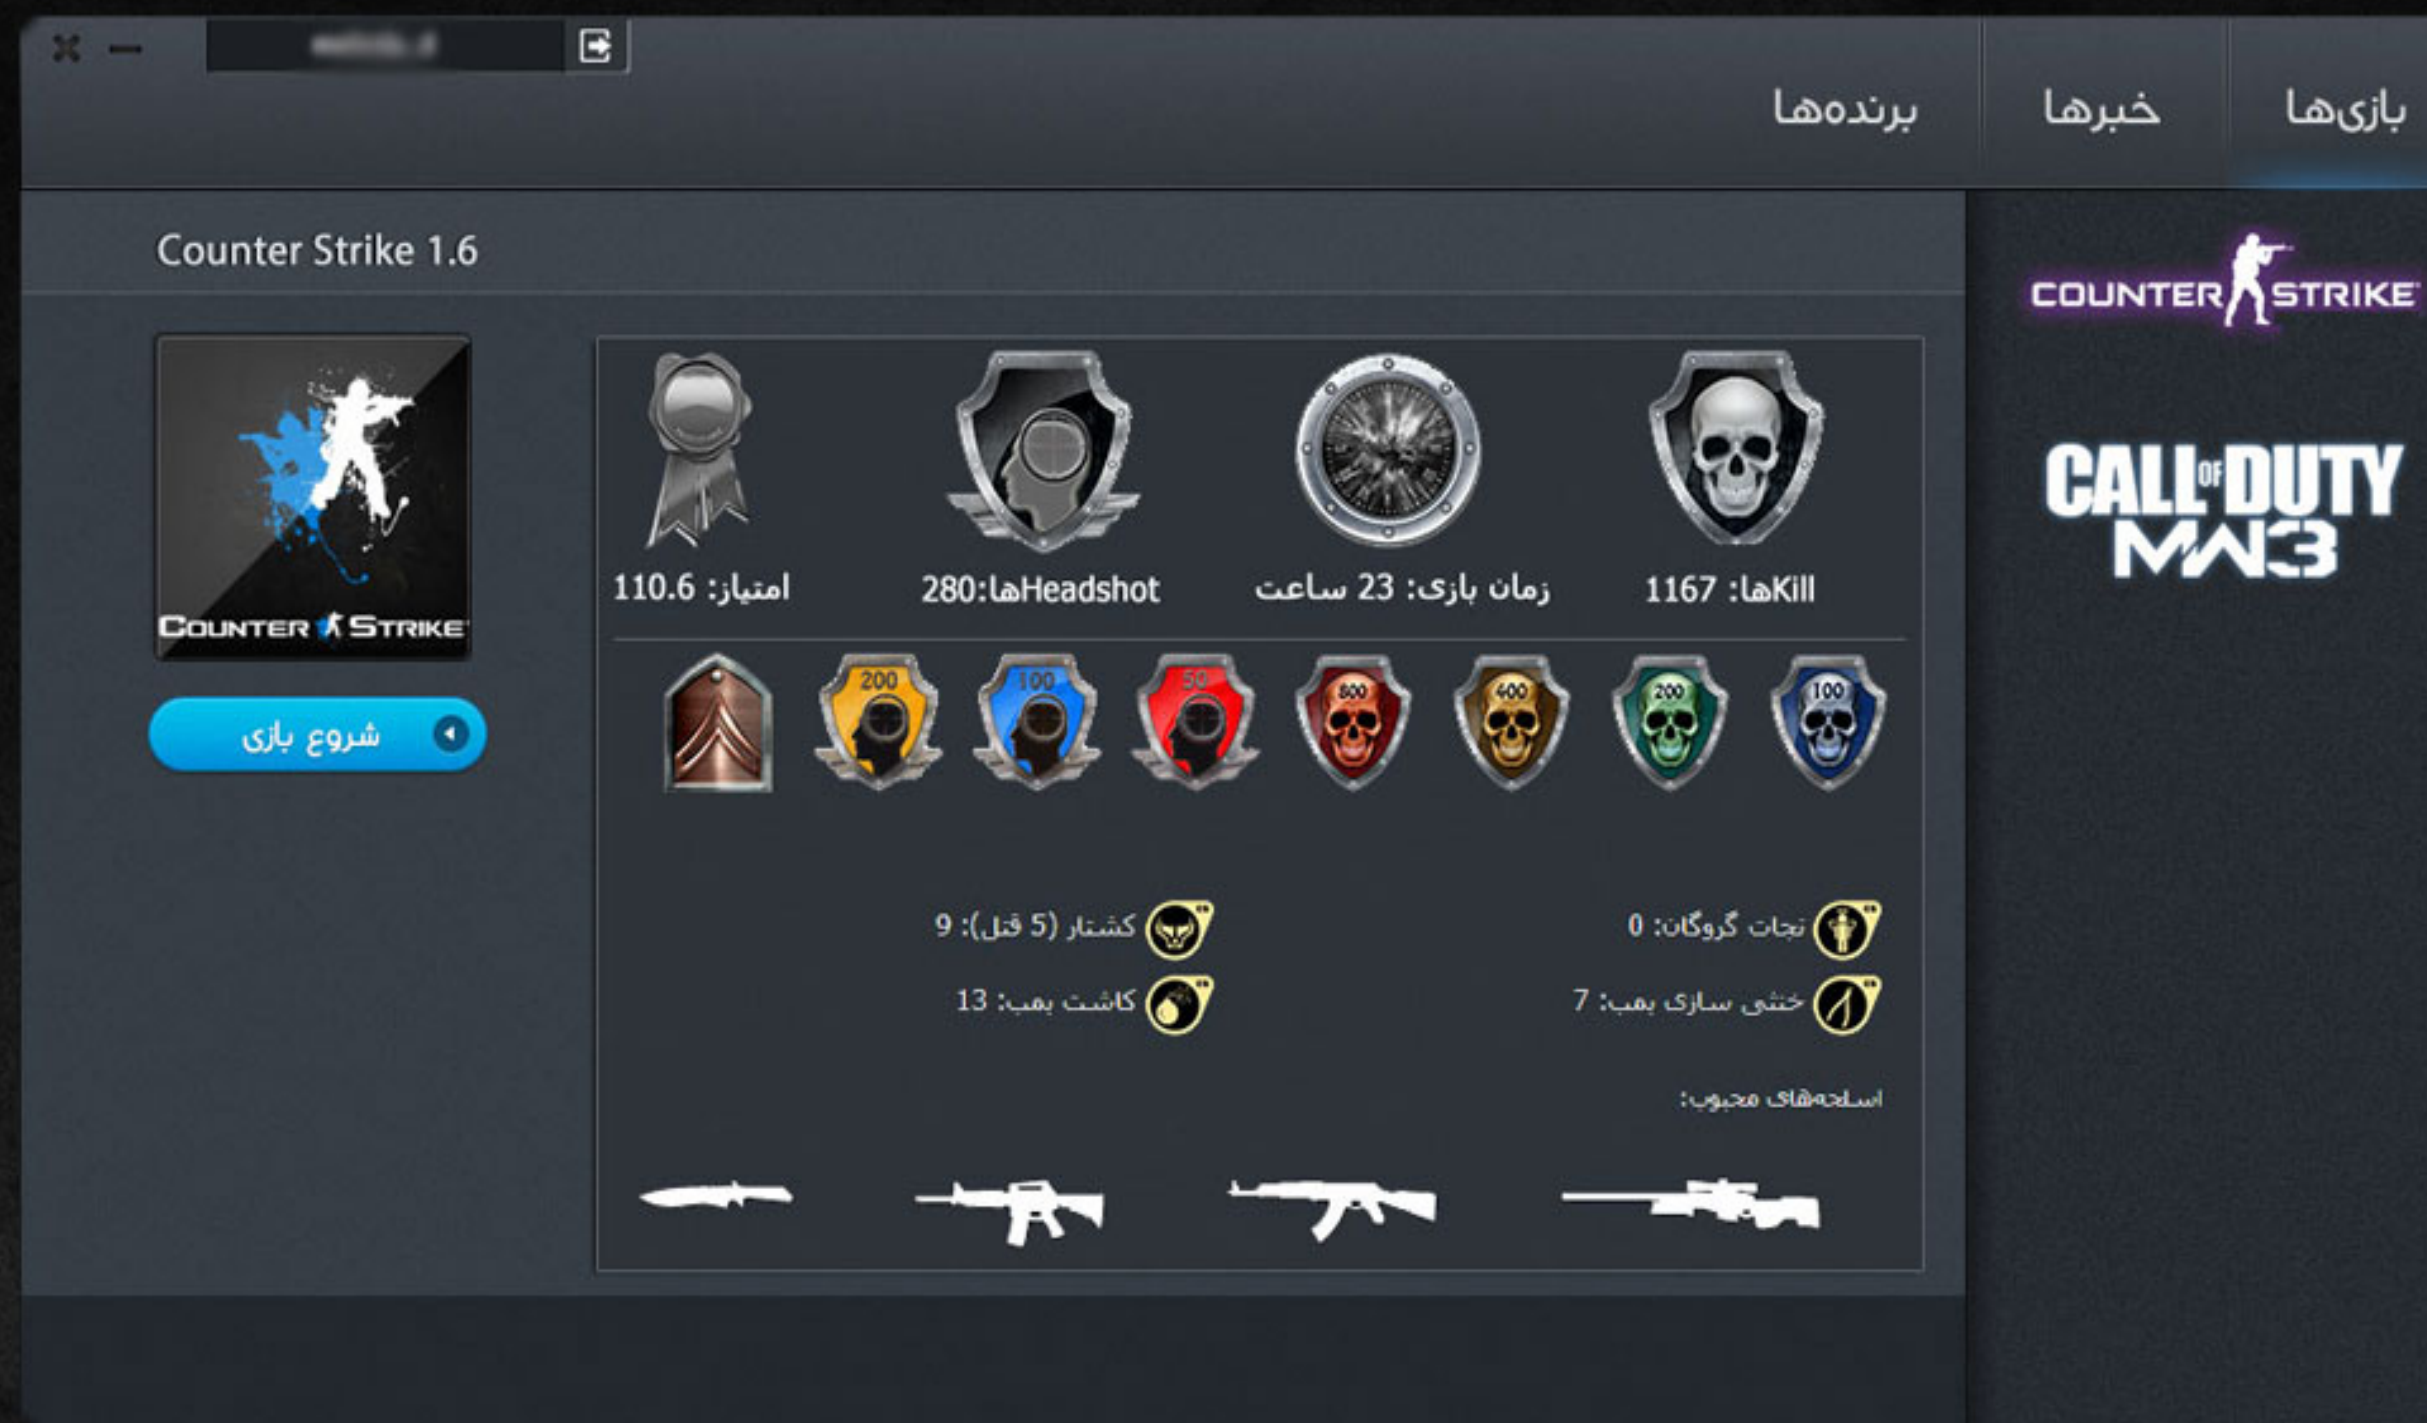 بازی‌ها
خبرها
برنده‌ها
Counter Strike 1.6
COUNTER STRIKE
CALL OF DUTY
MW3
Killها: 1167
زمان بازی: 23 ساعت
Headshotها:280
امتیاز: 110.6
100
200
400
800
50
100
200
نجات گروگان: 0
کشتار (5 قتل): 9
خنثی سازی بمب: 7
کاشت بمب: 13
اسلحه‌های محبوب:
COUNTER STRIKE
شروع بازی